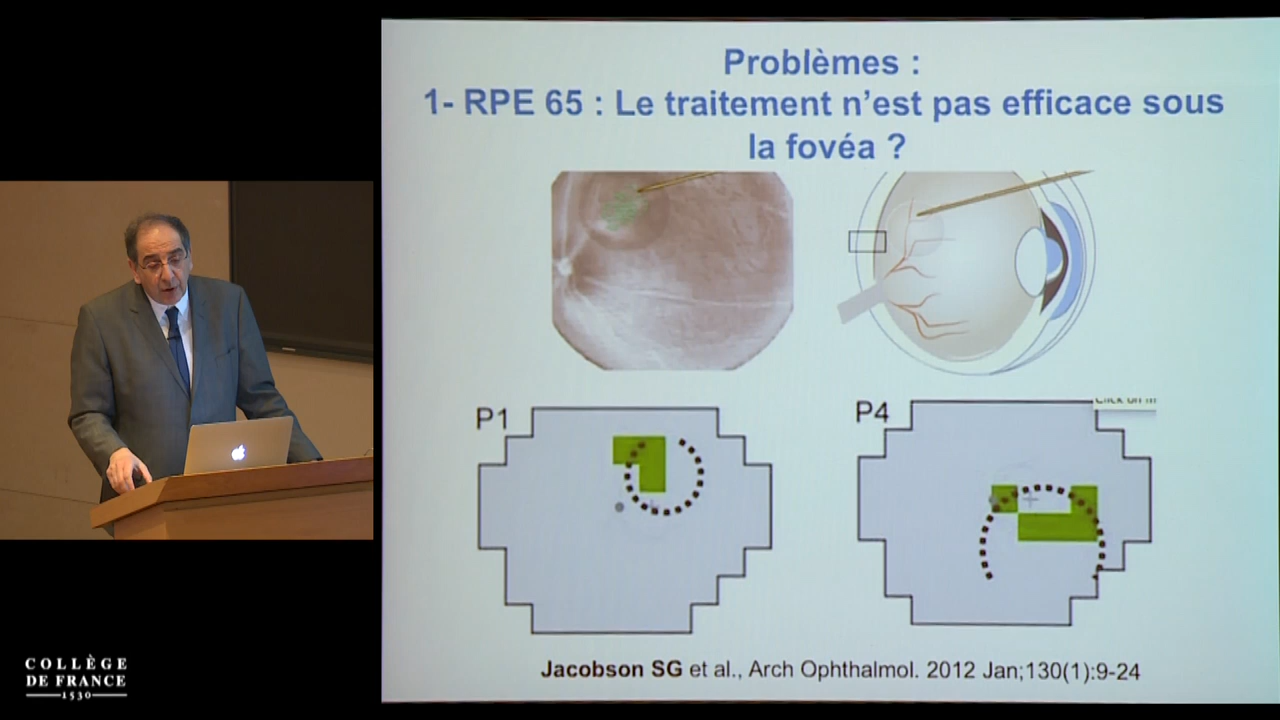 Problèmes :
1- RPE 65 : Le traitement n'est pas efficace sous
la fovéa ?
P1
P4
Jacobson SG et al., Arch Ophthalmol. 2012 Jan;130(1):9-24
COLLÈGE
DE FRANCE
1530